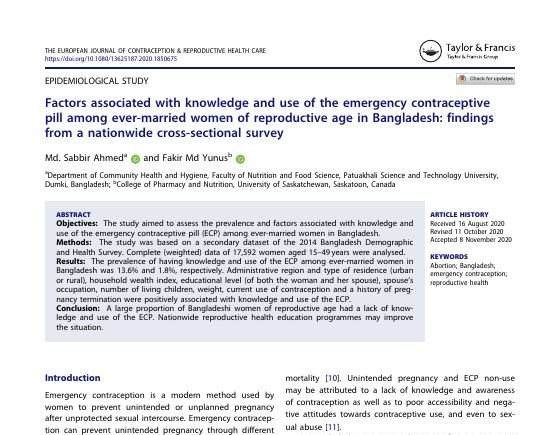 THE EUROPEAN JOURNAL OF CONTRACEPTION & REPRODUCTIVE HEALTH CARE
https://doi.org/10.1080/13625187.2020.1850675
Taylor & Francis
Taylor & Francis Group
EPIDEMIOLOGICAL STUDY
Check for updates
Factors associated with knowledge and use of the emergency contraceptive
pill among ever-married women of reproductive age in Bangladesh: findings
from a nationwide cross-sectional survey
Md. Sabbir Ahmedᵃ and Fakir Md Yunusᵇ
ᵃDepartment of Community Health and Hygiene, Faculty of Nutrition and Food Science, Patuakhali Science and Technology University,
Dumki, Bangladesh; ᵇCollege of Pharmacy and Nutrition, University of Saskatchewan, Saskatoon, Canada
ABSTRACT
Objectives: The study aimed to assess the prevalence and factors associated with knowledge and
use of the emergency contraceptive pill (ECP) among ever-married women in Bangladesh.
Methods: The study was based on a secondary dataset of the 2014 Bangladesh Demographic
and Health Survey. Complete (weighted) data of 17,592 women aged 15–49 years were analysed.
Results: The prevalence of having knowledge and use of the ECP among ever-married women in
Bangladesh was 13.6% and 1.8%, respectively. Administrative region and type of residence (urban
or rural), household wealth index, educational level (of both the woman and her spouse), spouse's
occupation, number of living children, weight, current use of contraception and a history of preg-
nancy termination were positively associated with knowledge and use of the ECP.
Conclusion: A large proportion of Bangladeshi women of reproductive age had a lack of know-
ledge and use of the ECP. Nationwide reproductive health education programmes may improve
the situation.
ARTICLE HISTORY
Received 16 August 2020
Revised 11 October 2020
Accepted 8 November 2020
KEYWORDS
Abortion; Bangladesh;
emergency contraception;
reproductive health
Introduction
Emergency contraception is a modern method used by
women to prevent unintended or unplanned pregnancy
after unprotected sexual intercourse. Emergency contracep-
tion can prevent unintended pregnancy through different
mortality [10]. Unintended pregnancy and ECP non-use
may be attributed to a lack of knowledge and awareness
of contraception as well as to poor accessibility and nega-
tive attitudes towards contraceptive use, and even to sex-
ual abuse [11].